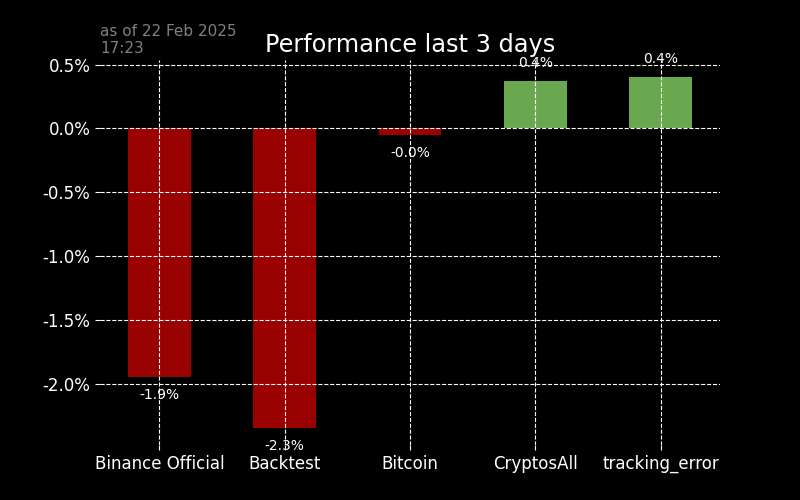 as of 22 Feb 2025
17:23
Performance last 3 days
0.5%
0.0%
-0.5%
-1.0%
-1.5%
-2.0%
-1.9%
-2.3%
-0.0%
0.4%
0.4%
Binance Official
Backtest
Bitcoin
CryptosAll
tracking_error